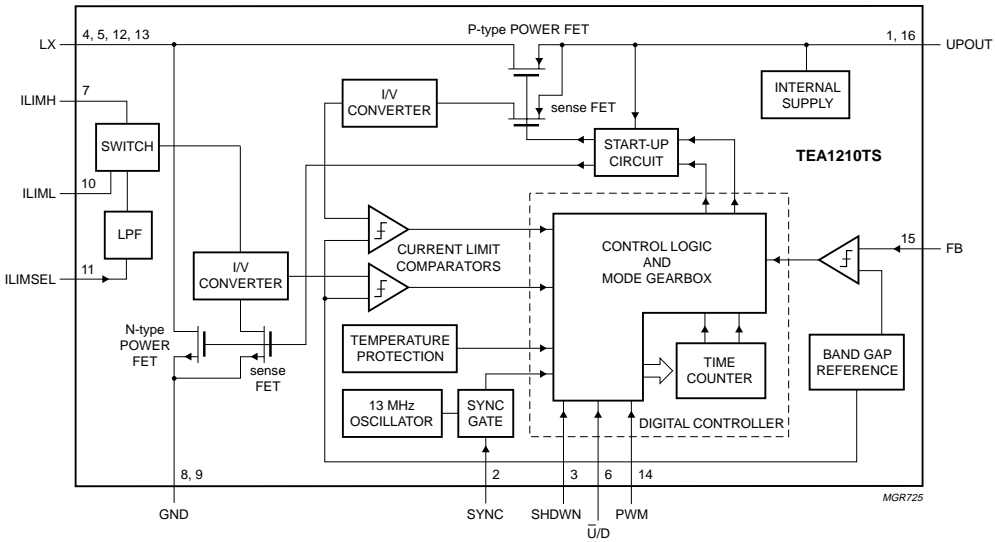 P-type POWER FET
LX
4, 5, 12, 13
1, 16
UPOUT
ILIMH
7
I/V
CONVERTER
sense FET
INTERNAL
SUPPLY
SWITCH
START-UP
CIRCUIT
TEA1210TS
ILIML
10
LPF
CONTROL LOGIC
AND
MODE GEARBOX
15
FB
CURRENT LIMIT
COMPARATORS
ILIMSEL
11
I/V
CONVERTER
N-type
POWER
FET
sense
FET
TEMPERATURE
PROTECTION
TIME
COUNTER
BAND GAP
REFERENCE
13 MHz
OSCILLATOR
SYNC
GATE
DIGITAL CONTROLLER
8, 9
2
3
6
14
MGR725
GND
SYNC
SHDWN
U̅/D
PWM